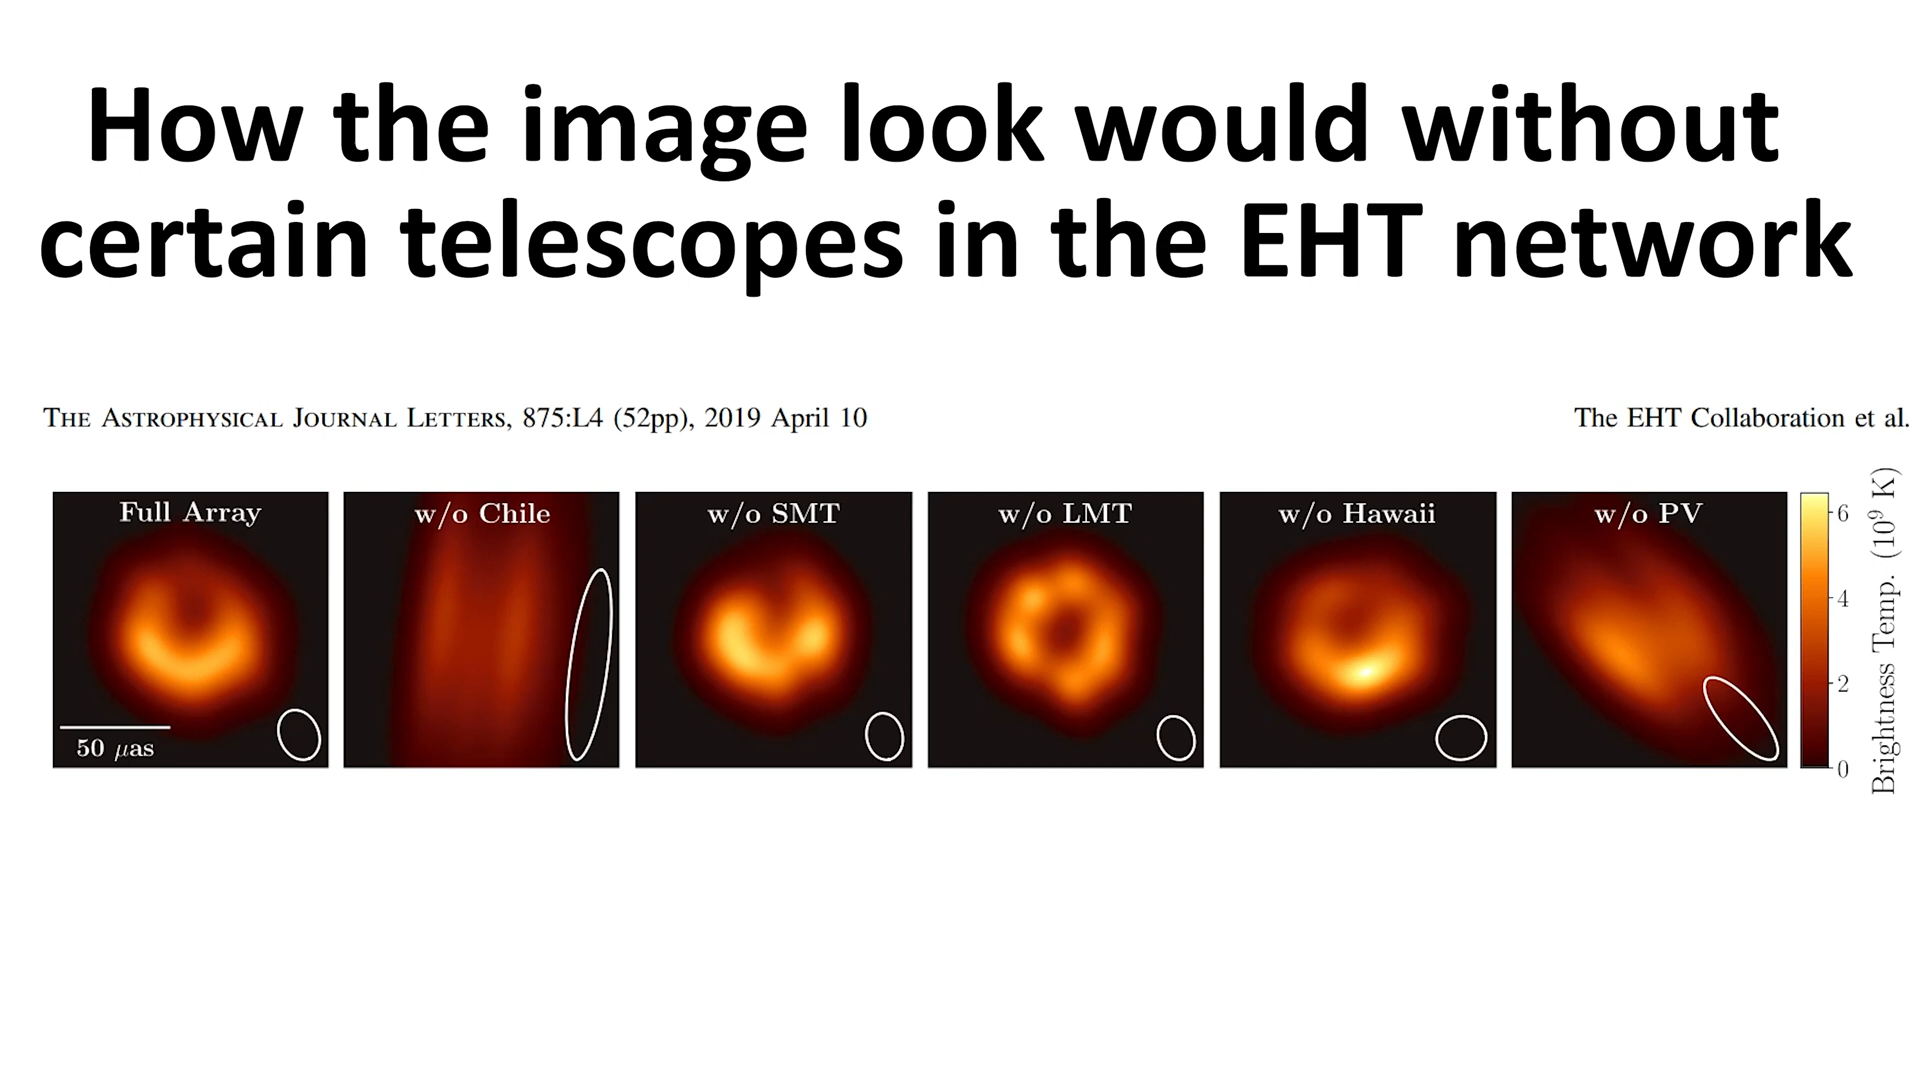 How the image look would without
certain telescopes in the EHT network
The Astrophysical Journal Letters, 875:L4 (52pp), 2019 April 10
The EHT Collaboration et al.
Full Array
w/o Chile
w/o SMT
w/o LMT
w/o Hawaii
w/o PV
50 μas
6
4
2
0
Brightness Temp. (10⁹ K)